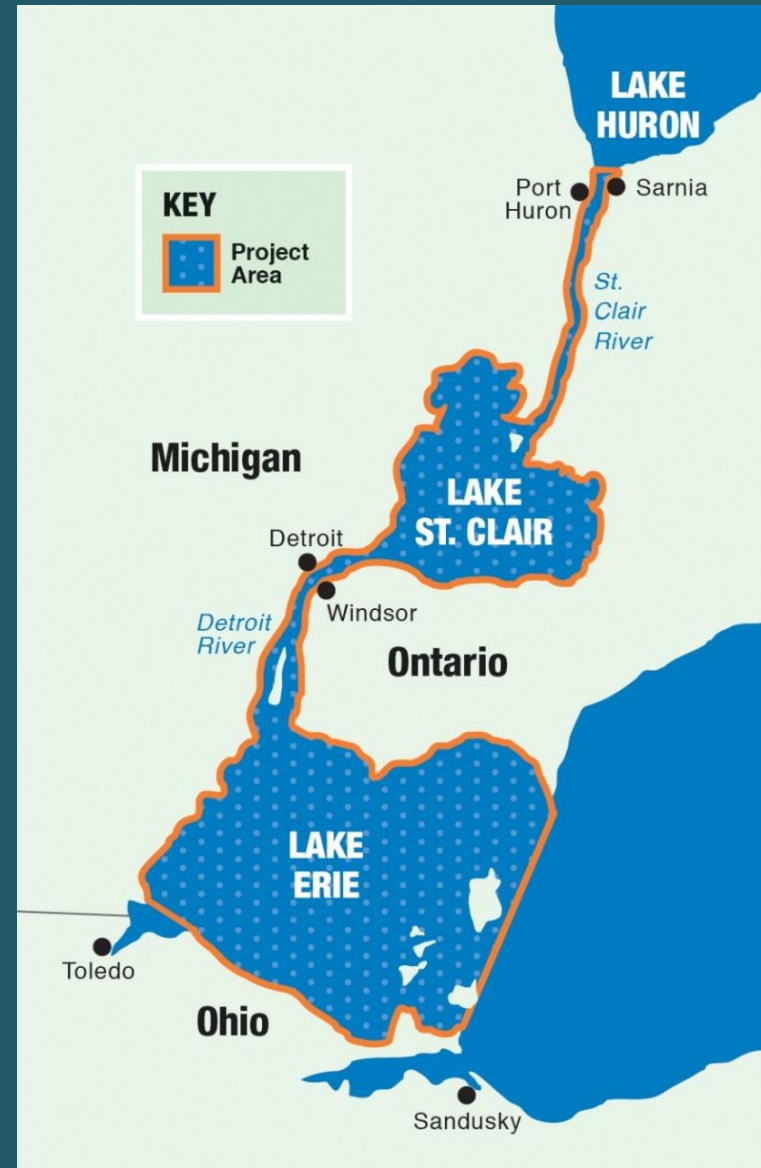 LAKE
HURON
Port
Huron
Sarnia
KEY
Project
Area
St.
Clair
River
Michigan
LAKE
ST. CLAIR
Detroit
Windsor
Detroit
River
Ontario
LAKE
ERIE
Toledo
Ohio
Sandusky